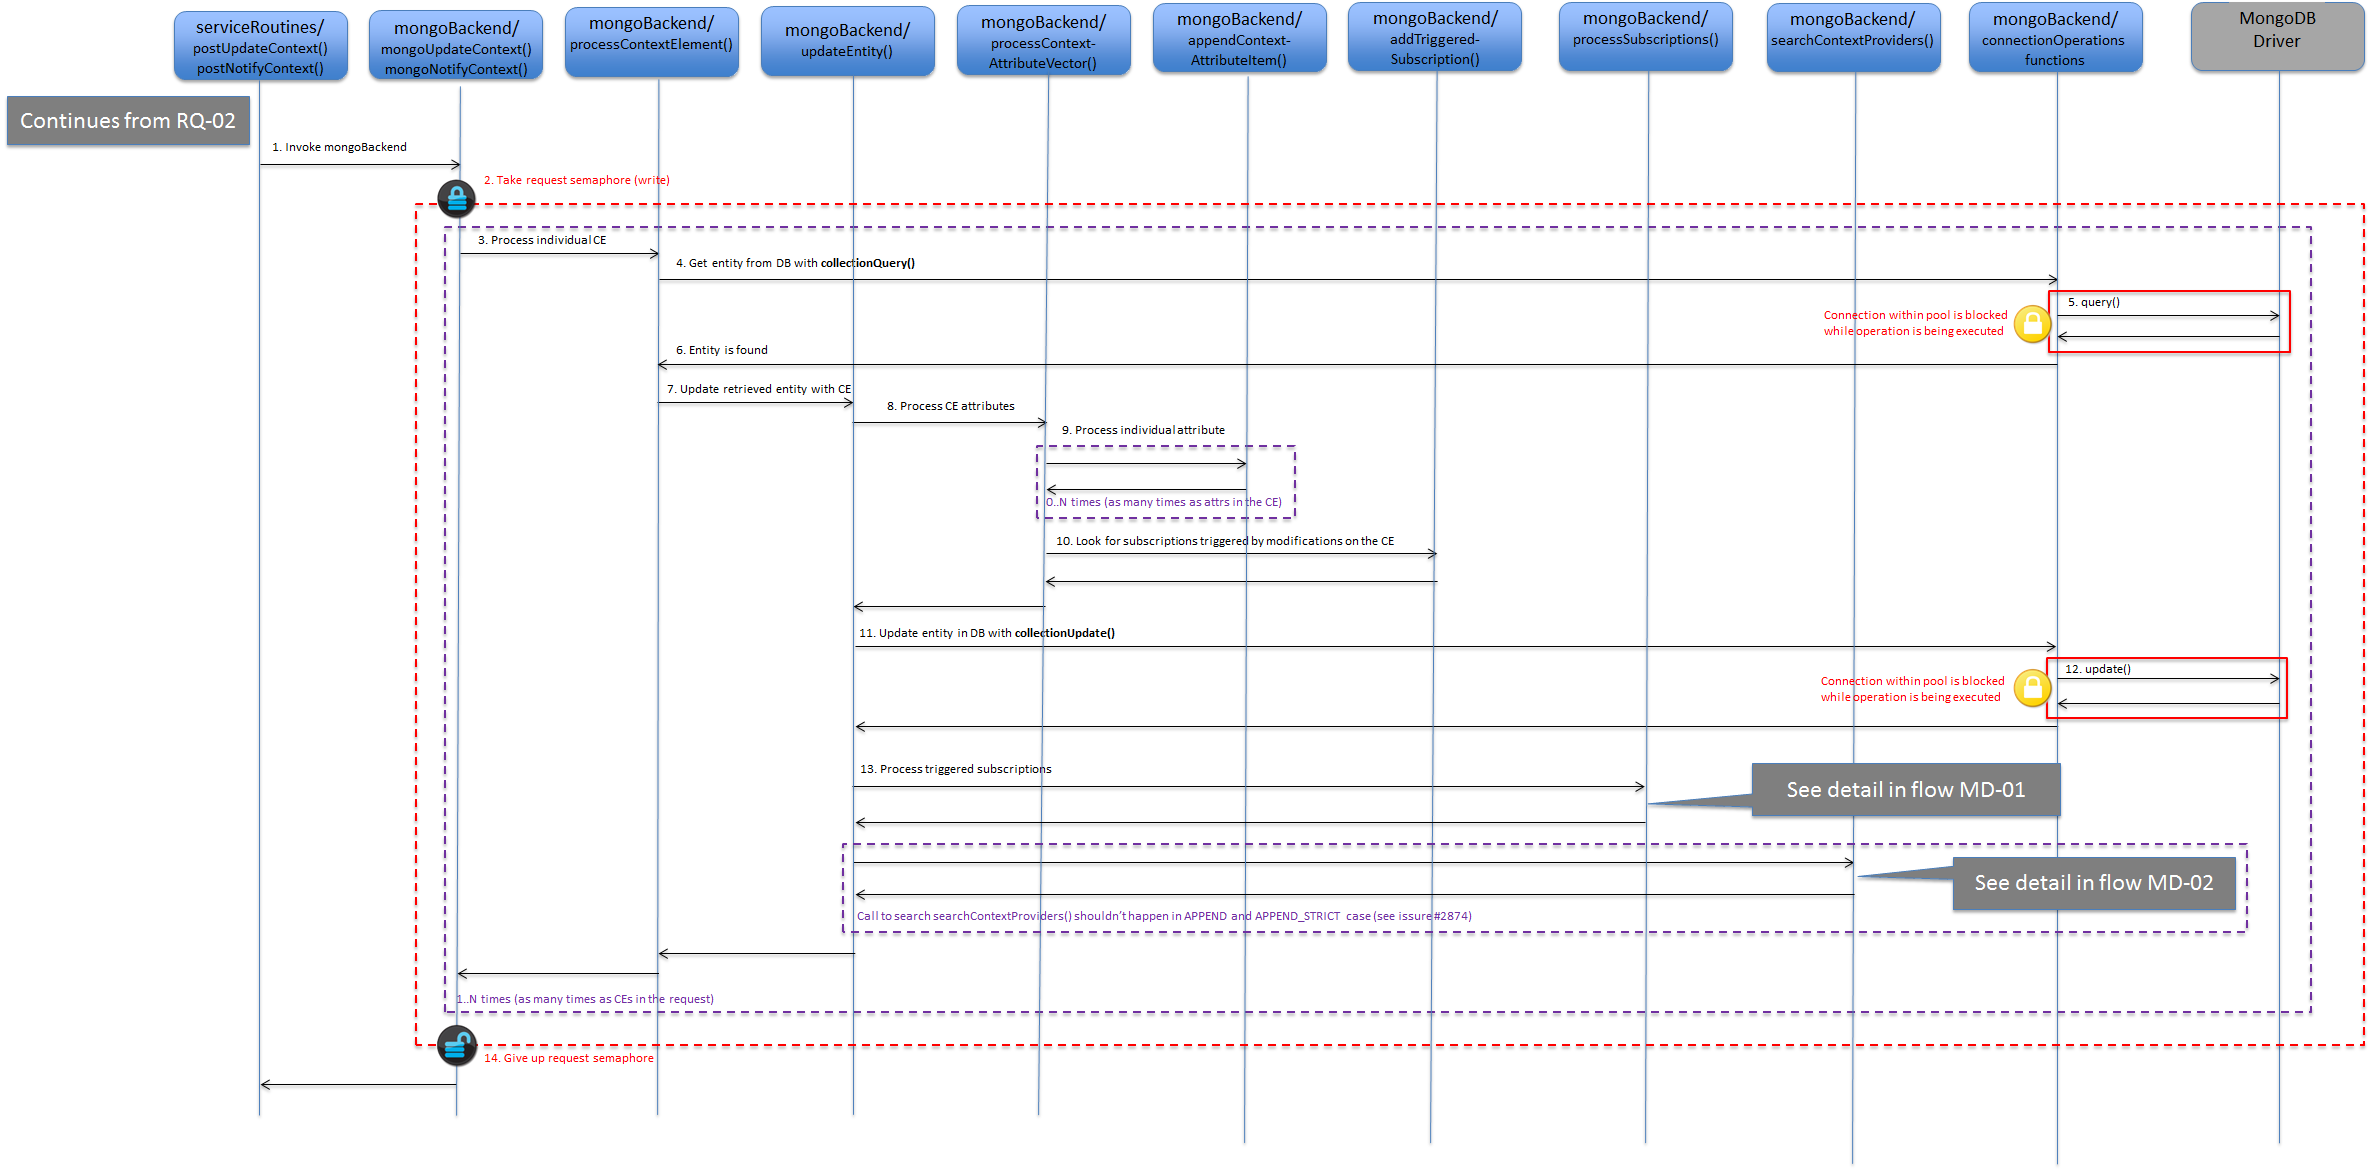 serviceRoutines/
postUpdateContext()
postNotifyContext()
mongoBackend/
mongoUpdateContext()
mongoNotifyContext()
mongoBackend/
processContextElement()
mongoBackend/
updateEntity()
mongoBackend/
processContext-
AttributeVector()
mongoBackend/
appendContext-
AttributeItem()
mongoBackend/
addTriggered-
Subscription()
mongoBackend/
processSubscriptions()
mongoBackend/
searchContextProviders()
mongoBackend/
connectionOperations
functions
MongoDB
Driver
Continues from RQ-02
1. Invoke mongoBackend
2. Take request semaphore (write)
3. Process individual CE
4. Get entity from DB with collectionQuery()
5. query()
Connection within pool is blocked
while operation is being executed
6. Entity is found
7. Update retrieved entity with CE
8. Process CE attributes
9. Process individual attribute
0..N times (as many times as attrs in the CE)
10. Look for subscriptions triggered by modifications on the CE
11. Update entity in DB with collectionUpdate()
12. update()
Connection within pool is blocked
while operation is being executed
13. Process triggered subscriptions
See detail in flow MD-01
See detail in flow MD-02
Call to search searchContextProviders() shouldn't happen in APPEND and APPEND_STRICT case (see issure #2874)
1..N times (as many times as CEs in the request)
14. Give up request semaphore